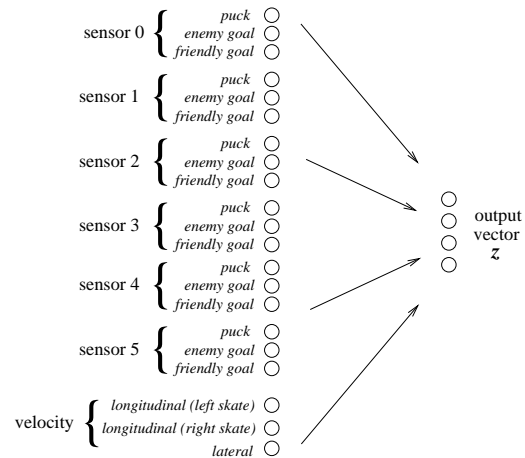 sensor 0 { puck
enemy goal
friendly goal
sensor 1 { puck
enemy goal
friendly goal
sensor 2 { puck
enemy goal
friendly goal
sensor 3 { puck
enemy goal
friendly goal
sensor 4 { puck
enemy goal
friendly goal
sensor 5 { puck
enemy goal
friendly goal
velocity { longitudinal (left skate)
longitudinal (right skate)
lateral
output
vector
z